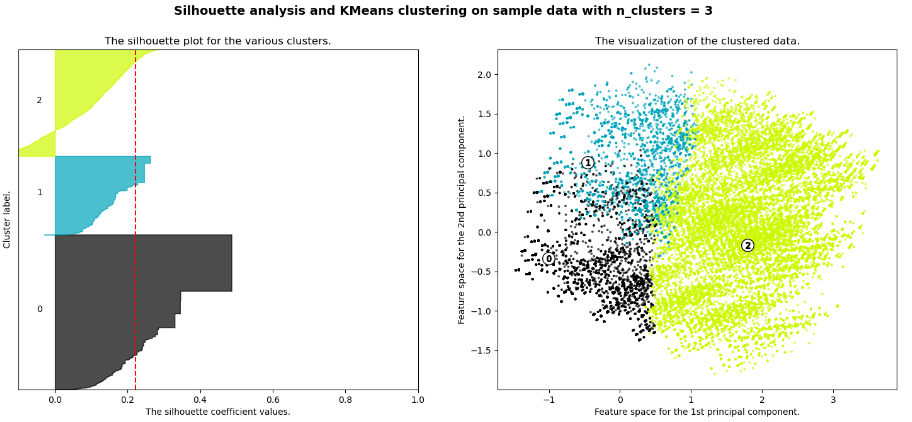 Silhouette analysis and KMeans clustering on sample data with n_clusters = 3
The silhouette plot for the various clusters.
Cluster label.
2
1
0
0.0 0.2 0.4 0.6 0.8 1.0
The silhouette coefficient values.
The visualization of the clustered data.
Feature space for the 2nd principal component.
2.0
1.5
1.0
0.5
0.0
−0.5
−1.0
−1.5
1
0
2
−1 0 1 2 3
Feature space for the 1st principal component.